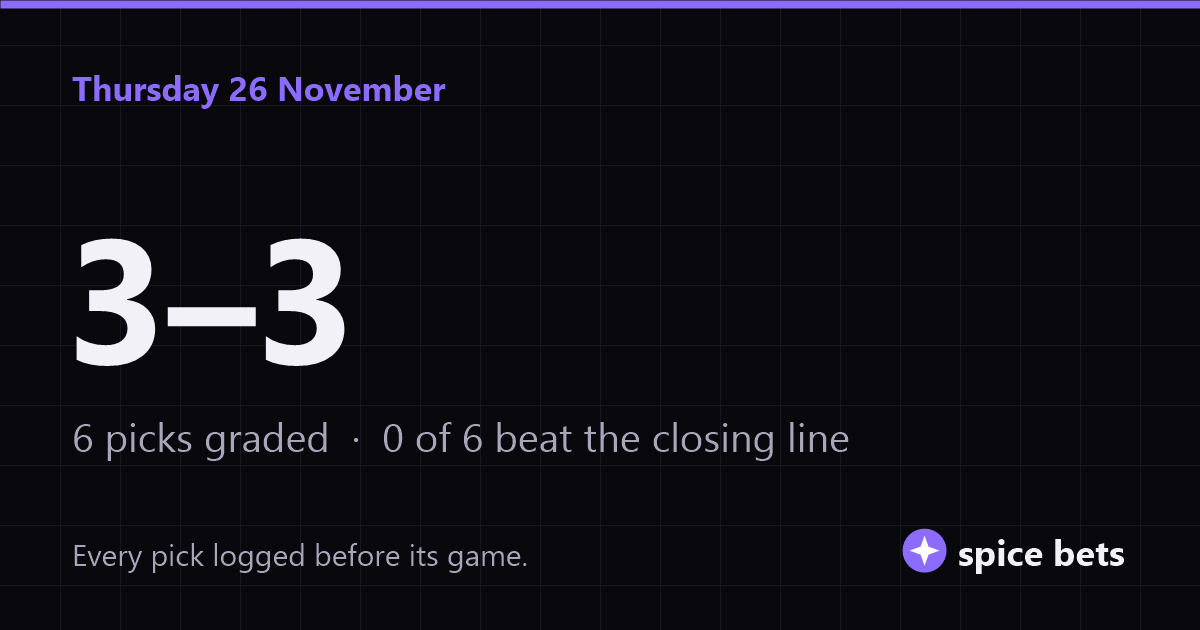 Thursday 26 November
3–3
6 picks graded · 0 of 6 beat the closing line
Every pick logged before its game.
spice bets